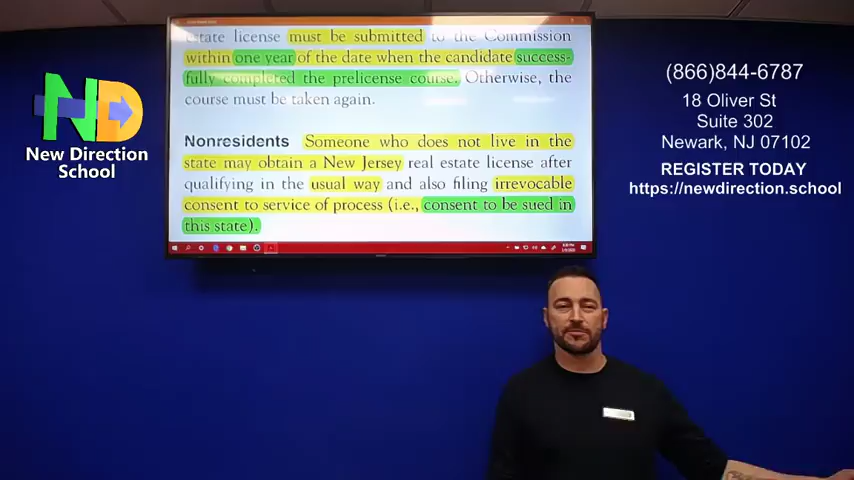 estate license must be submitted to the Commission
within one year of the date when the candidate success-
fully completed the prelicense course. Otherwise, the
course must be taken again.
Nonresidents Someone who does not live in the
state may obtain a New Jersey real estate license after
qualifying in the usual way and also filing irrevocable
consent to service of process (i.e., consent to be sued in
this state).
ND
New Direction
School
(866)844-6787
18 Oliver St
Suite 302
Newark, NJ 07102
REGISTER TODAY
https://newdirection.school